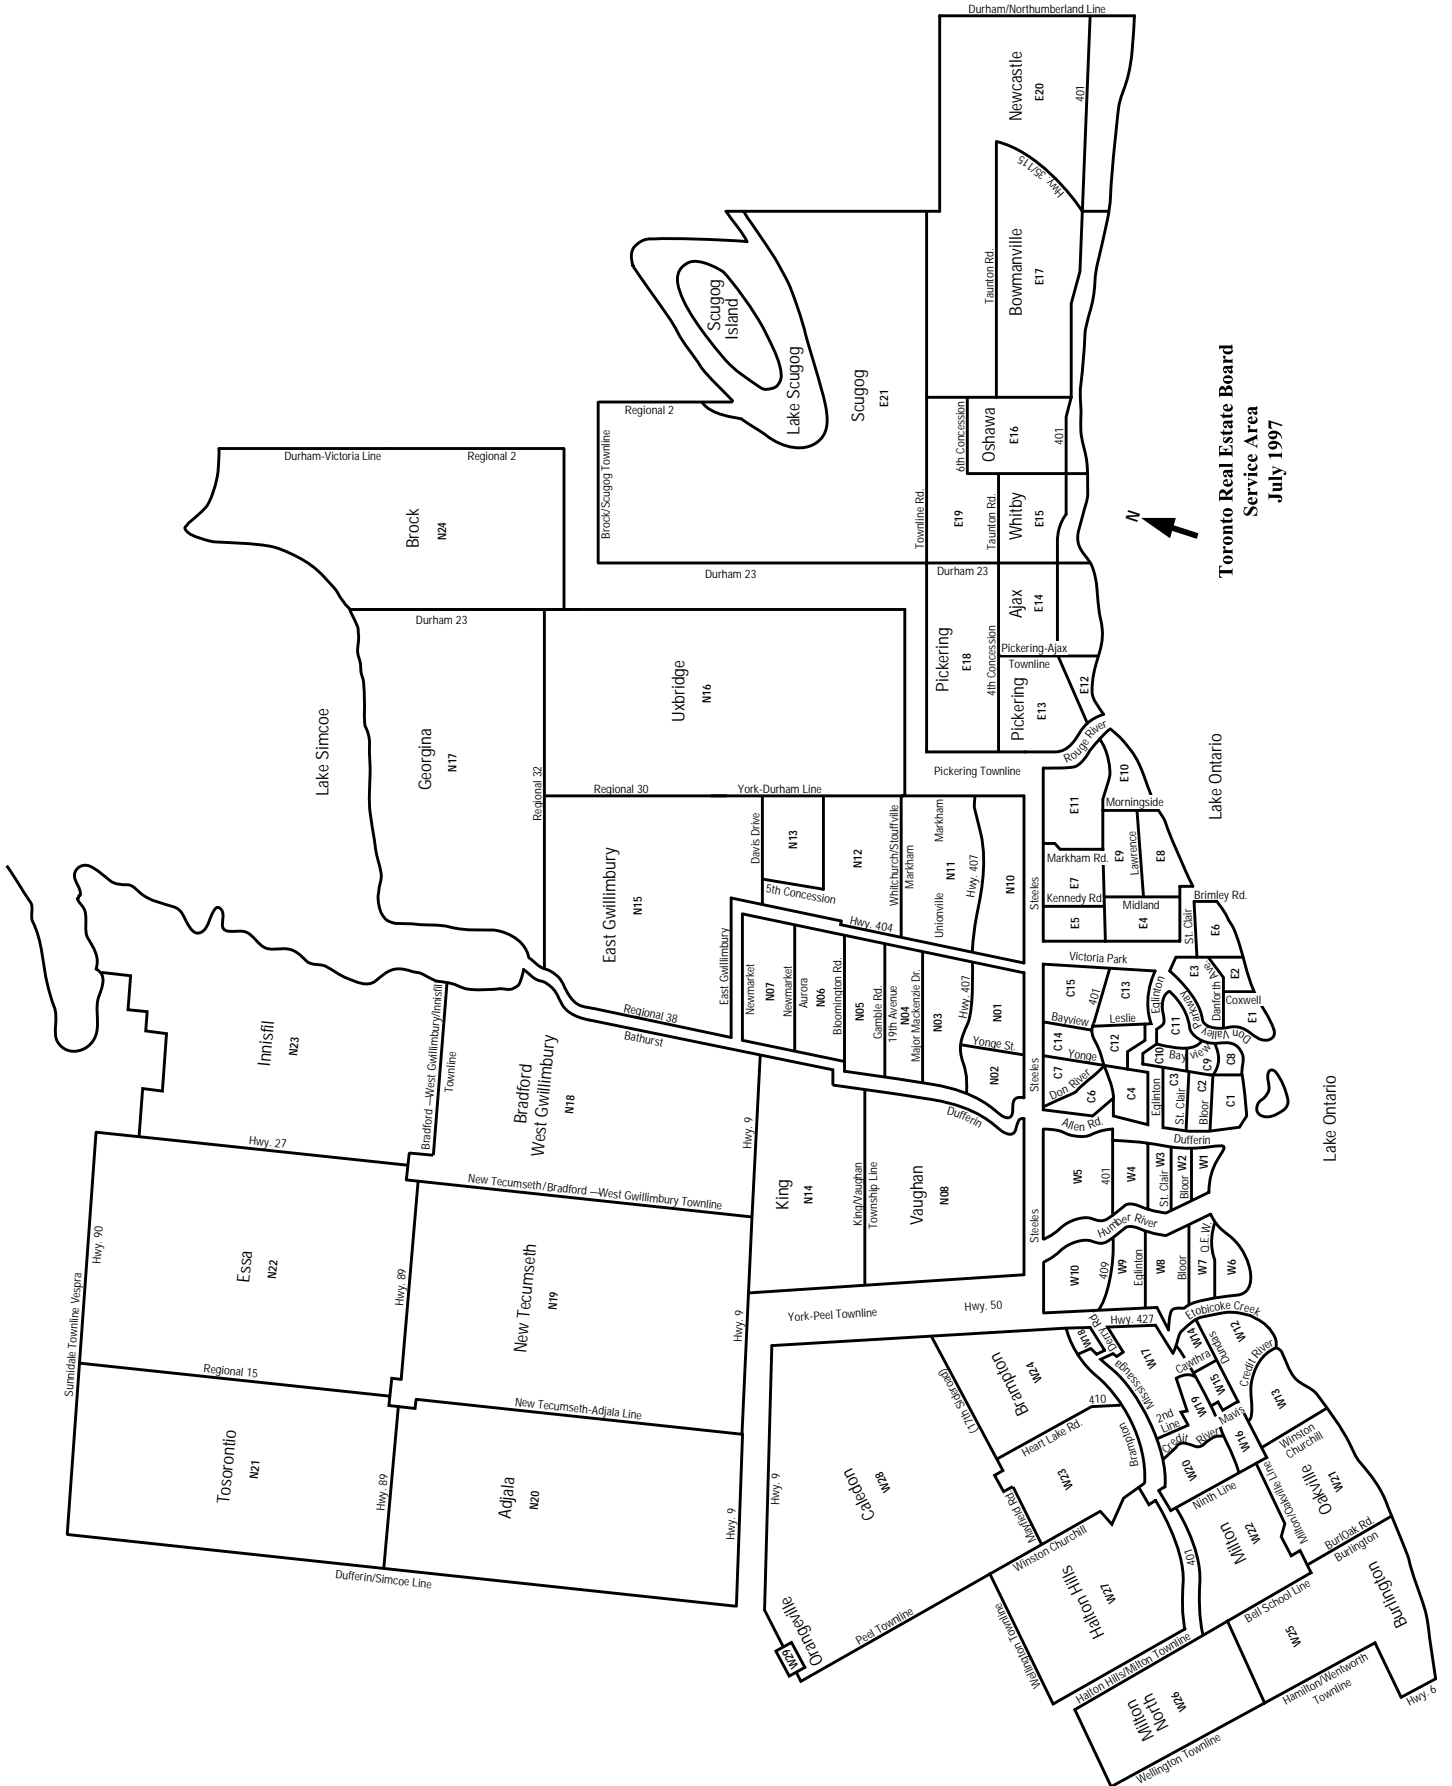 Durham/Northumberland Line
Newcastle
E20
401
Hwy. 35/115
Taunton Rd.
Bowmanville
E17
Scugog
Island
Lake Scugog
Scugog
E21
Regional 2
Brock/Scugog Townline
6th Concession
Oshawa
E16
401
Townline Rd.
E19
Taunton Rd.
Whitby
E15
N
Toronto Real Estate Board
Service Area
July 1997
Durham-Victoria Line
Regional 2
Brock
N24
Durham 23
Durham 23
Ajax
E14
Pickering-Ajax
Townline
Pickering
E18
4th Concession
Pickering
E13
E12
Rouge River
Durham 23
Lake Simcoe
Georgina
N17
Regional 32
Uxbridge
N16
Regional 30
York-Durham Line
Pickering Townline
Lake Ontario
E10
E11
Morningside
Markham Rd.
E9
Lawrence
E8
E7
Kennedy Rd.
Midland
E5
E4
Brimley Rd.
St. Clair
E6
Victoria Park
E3
E2
Danforth Ave.
Coxwell
E1
Don Valley Parkway
Davis Drive
N13
5th Concession
N12
Whitchurch/Stouffville
Markham
Markham
Unionville
N11
Hwy. 407
N10
Steeles
Hwy. 404
East Gwillimbury
N15
East Gwillimbury
Newmarket
N07
Newmarket
Aurora
N06
Bloomington Rd.
N05
Gamble Rd.
19th Avenue
N04
Major Mackenzie Dr.
N03
Hwy. 407
N01
Yonge St.
N02
Steeles
C15
401
C13
Eglinton
Bayview
Leslie
C11
C14
Yonge
C12
C10
Bayview
C9
C8
C7
Don River
C6
C4
Eglinton
C3
St. Clair
C2
Bloor
C1
Allen Rd.
Dufferin
Lake Ontario
Regional 38
Bathurst
Innisfil
N23
Bradford —West Gwillimbury/Innisfil
Townline
Bradford
West Gwillimbury
N18
Hwy. 9
Dufferin
Hwy. 27
New Tecumseth/Bradford —West Gwillimbury Townline
King
N14
King/Vaughan
Township Line
Vaughan
N08
Steeles
W5
401
W4
W3
St. Clair
W2
Bloor
W1
Humber River
W10
409
W9
Eglinton
W8
Bloor
W7
Q.E.W.
W6
Etobicoke Creek
Hwy. 427
Hwy. 90
Sunnidale Townline Vespra
Essa
N22
Hwy. 89
New Tecumseth
N19
Hwy. 9
York-Peel Townline
Hwy. 50
Regional 15
New Tecumseth-Adjala Line
Tosorontio
N21
Hwy. 89
Adjala
N20
Hwy. 9
Dufferin/Simcoe Line
Hwy. 9
Caledon
W28
(17th Sideroad)
Brampton
W24
Heart Lake Rd.
410
W18
Derry Rd
Mississauga
Brampton
W17
W14
Dundas
W12
Cawthra
W15
Credit River
W13
2nd
Line
W19
Mavis
Credit River
W16
W20
Winston
Churchill
W23
Mayfield Rd
Winston Churchill
Ninth Line
Milton/Oakville Line
Oakville
W21
BurlOak Rd.
Burlington
Milton
W22
401
Halton Hills
W27
Wellington Townline
Orangeville
W29
Peel Townline
Bell School Line
Halton Hills/Milton Townline
W25
Burlington
Milton
North
W26
Hamilton/Wentworth
Townline
Hwy. 6
Wellington Townline